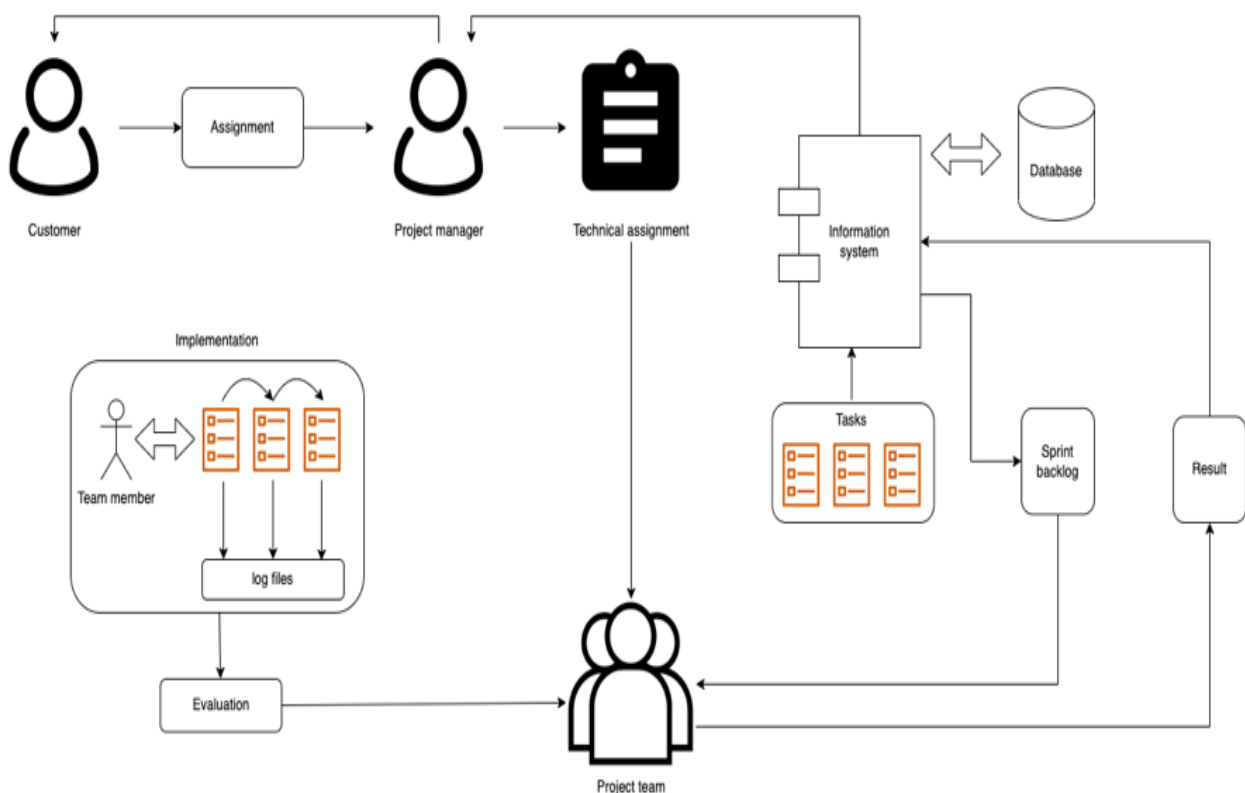 Assignment
Customer
Project manager
Technical assignment
Information
system
Database
Implementation
Team member
log files
Tasks
Sprint
backlog
Result
Evaluation
Project team